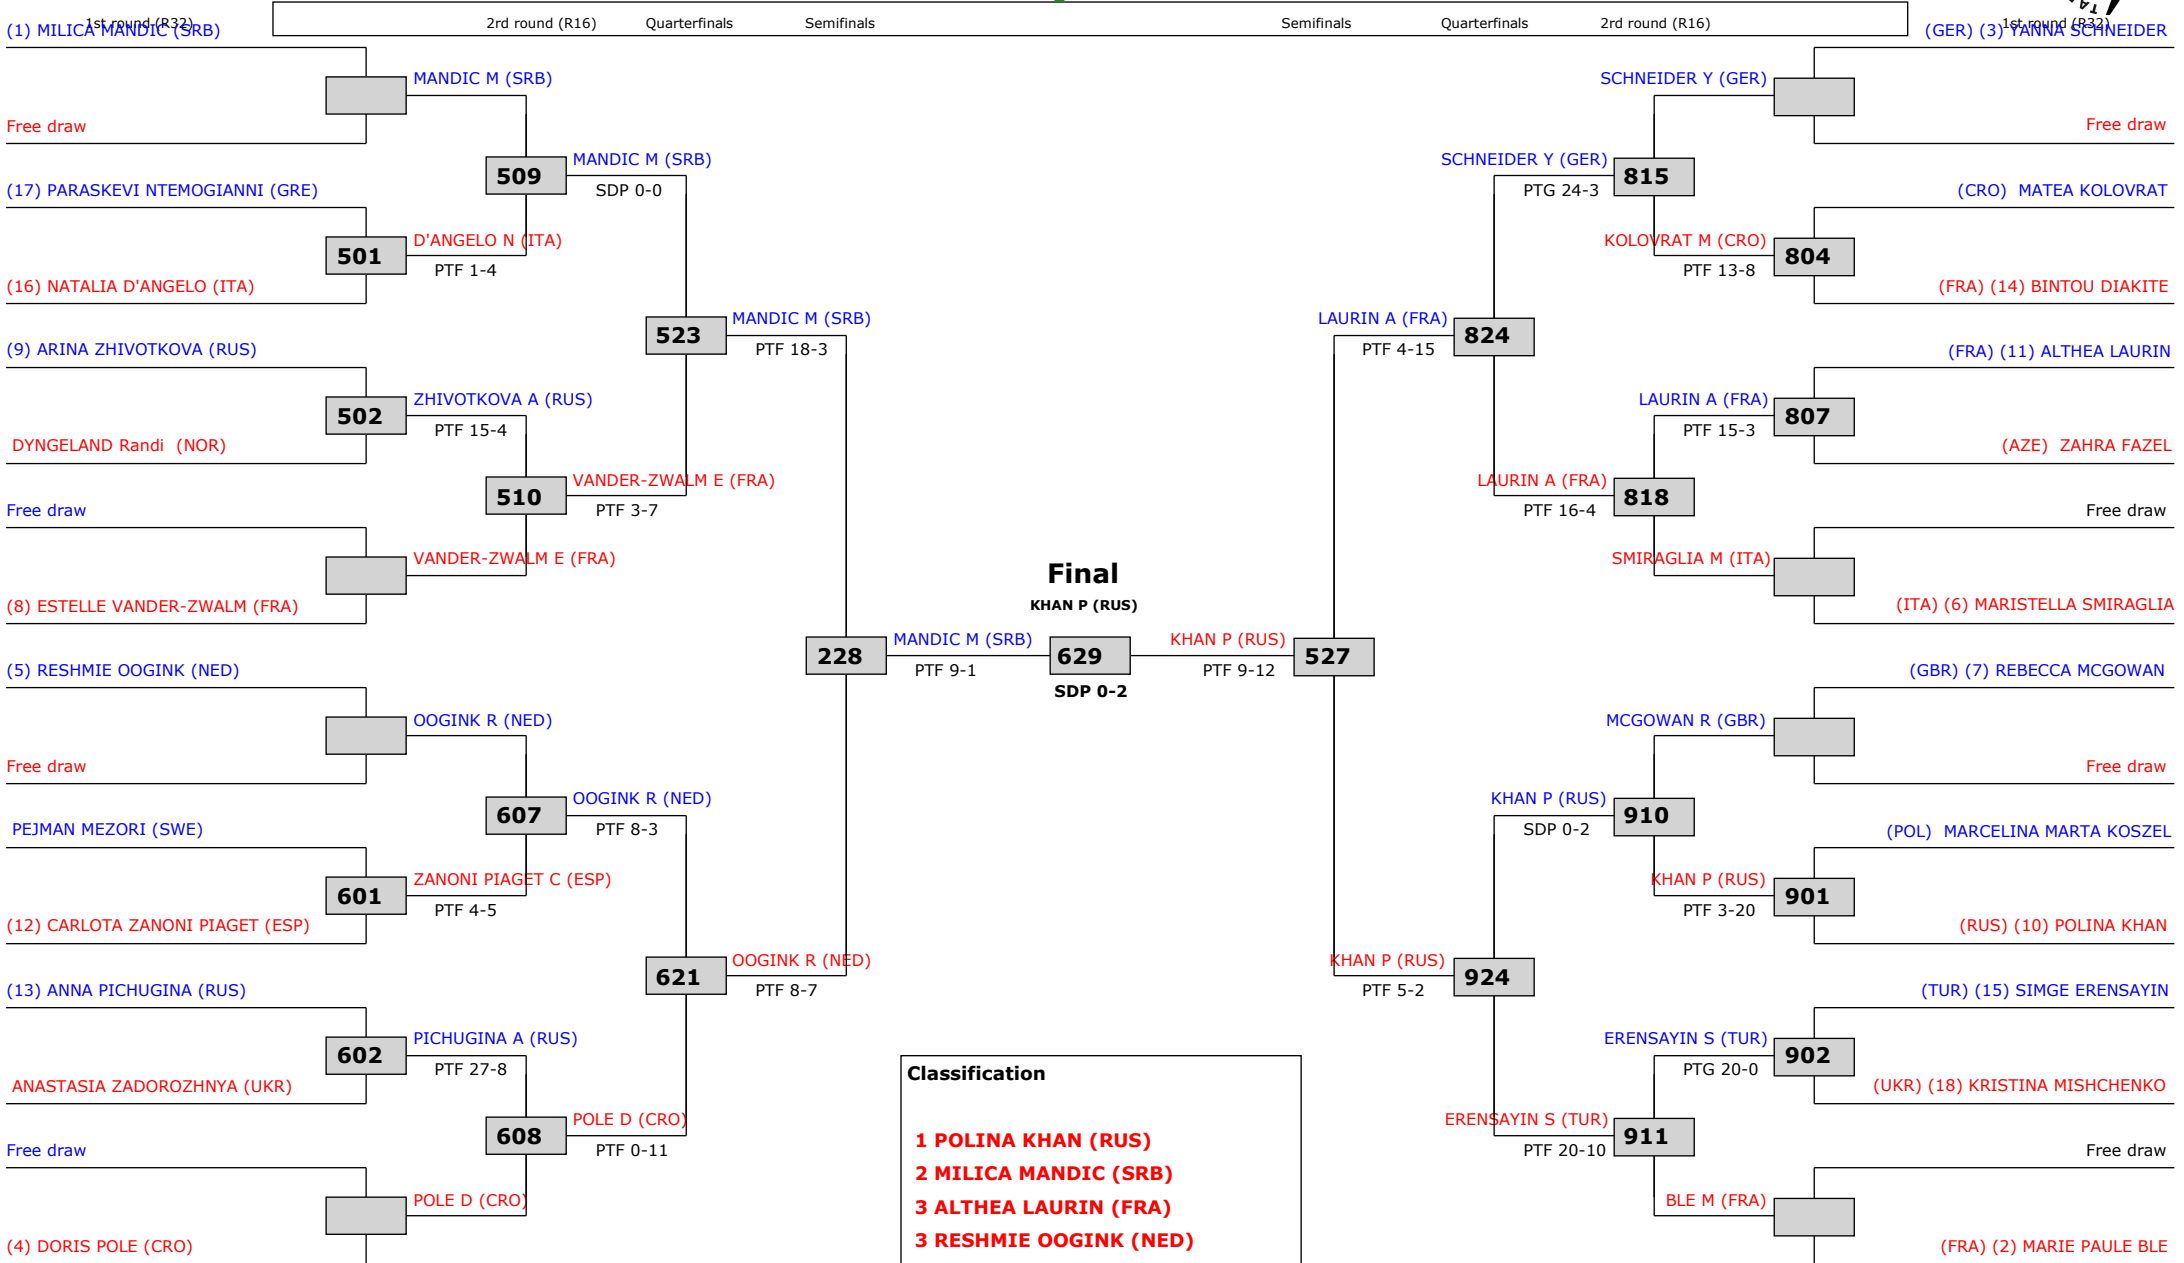 1st round (R32)
2rd round (R16)
Quarterfinals
Semifinals
Semifinals
Quarterfinals
2rd round (R16)
1st round (R32)
(1) MILICA MANDIC (SRB)
MANDIC M (SRB)
Free draw
509
MANDIC M (SRB)
SDP 0-0
(17) PARASKEVI NTEMOGIANNI (GRE)
501
D'ANGELO N (ITA)
PTF 1-4
(16) NATALIA D'ANGELO (ITA)
523
MANDIC M (SRB)
PTF 18-3
(9) ARINA ZHIVOTKOVA (RUS)
502
ZHIVOTKOVA A (RUS)
PTF 15-4
DYNGELAND Randi (NOR)
510
VANDER-ZWALM E (FRA)
PTF 3-7
Free draw
VANDER-ZWALM E (FRA)
(8) ESTELLE VANDER-ZWALM (FRA)
228
MANDIC M (SRB)
PTF 9-1
(5) RESHMIE OOGINK (NED)
OOGINK R (NED)
Free draw
607
OOGINK R (NED)
PTF 8-3
PEJMAN MEZORI (SWE)
601
ZANONI PIAGET C (ESP)
PTF 4-5
(12) CARLOTA ZANONI PIAGET (ESP)
621
OOGINK R (NED)
PTF 8-7
(13) ANNA PICHUGINA (RUS)
602
PICHUGINA A (RUS)
PTF 27-8
ANASTASIA ZADOROZHNYA (UKR)
608
POLE D (CRO)
PTF 0-11
Free draw
POLE D (CRO)
(4) DORIS POLE (CRO)
Final
KHAN P (RUS)
629
SDP 0-2
KHAN P (RUS)
527
PTF 9-12
(GER) (3) YANNA SCHNEIDER
SCHNEIDER Y (GER)
Free draw
SCHNEIDER Y (GER)
815
PTG 24-3
(CRO) MATEA KOLOVRAT
KOLOVRAT M (CRO)
804
PTF 13-8
(FRA) (14) BINTOU DIAKITE
LAURIN A (FRA)
824
PTF 4-15
(FRA) (11) ALTHEA LAURIN
LAURIN A (FRA)
807
PTF 15-3
(AZE) ZAHRA FAZEL
LAURIN A (FRA)
818
PTF 16-4
Free draw
SMIRAGLIA M (ITA)
(ITA) (6) MARISTELLA SMIRAGLIA
(GBR) (7) REBECCA MCGOWAN
MCGOWAN R (GBR)
Free draw
KHAN P (RUS)
910
SDP 0-2
(POL) MARCELINA MARTA KOSZEL
KHAN P (RUS)
901
PTF 3-20
(RUS) (10) POLINA KHAN
KHAN P (RUS)
924
PTF 5-2
(TUR) (15) SIMGE ERENSAYIN
ERENSAYIN S (TUR)
902
PTG 20-0
(UKR) (18) KRISTINA MISHCHENKO
ERENSAYIN S (TUR)
911
PTF 20-10
Free draw
BLE M (FRA)
(FRA) (2) MARIE PAULE BLE
Classification
1 POLINA KHAN (RUS)
2 MILICA MANDIC (SRB)
3 ALTHEA LAURIN (FRA)
3 RESHMIE OOGINK (NED)